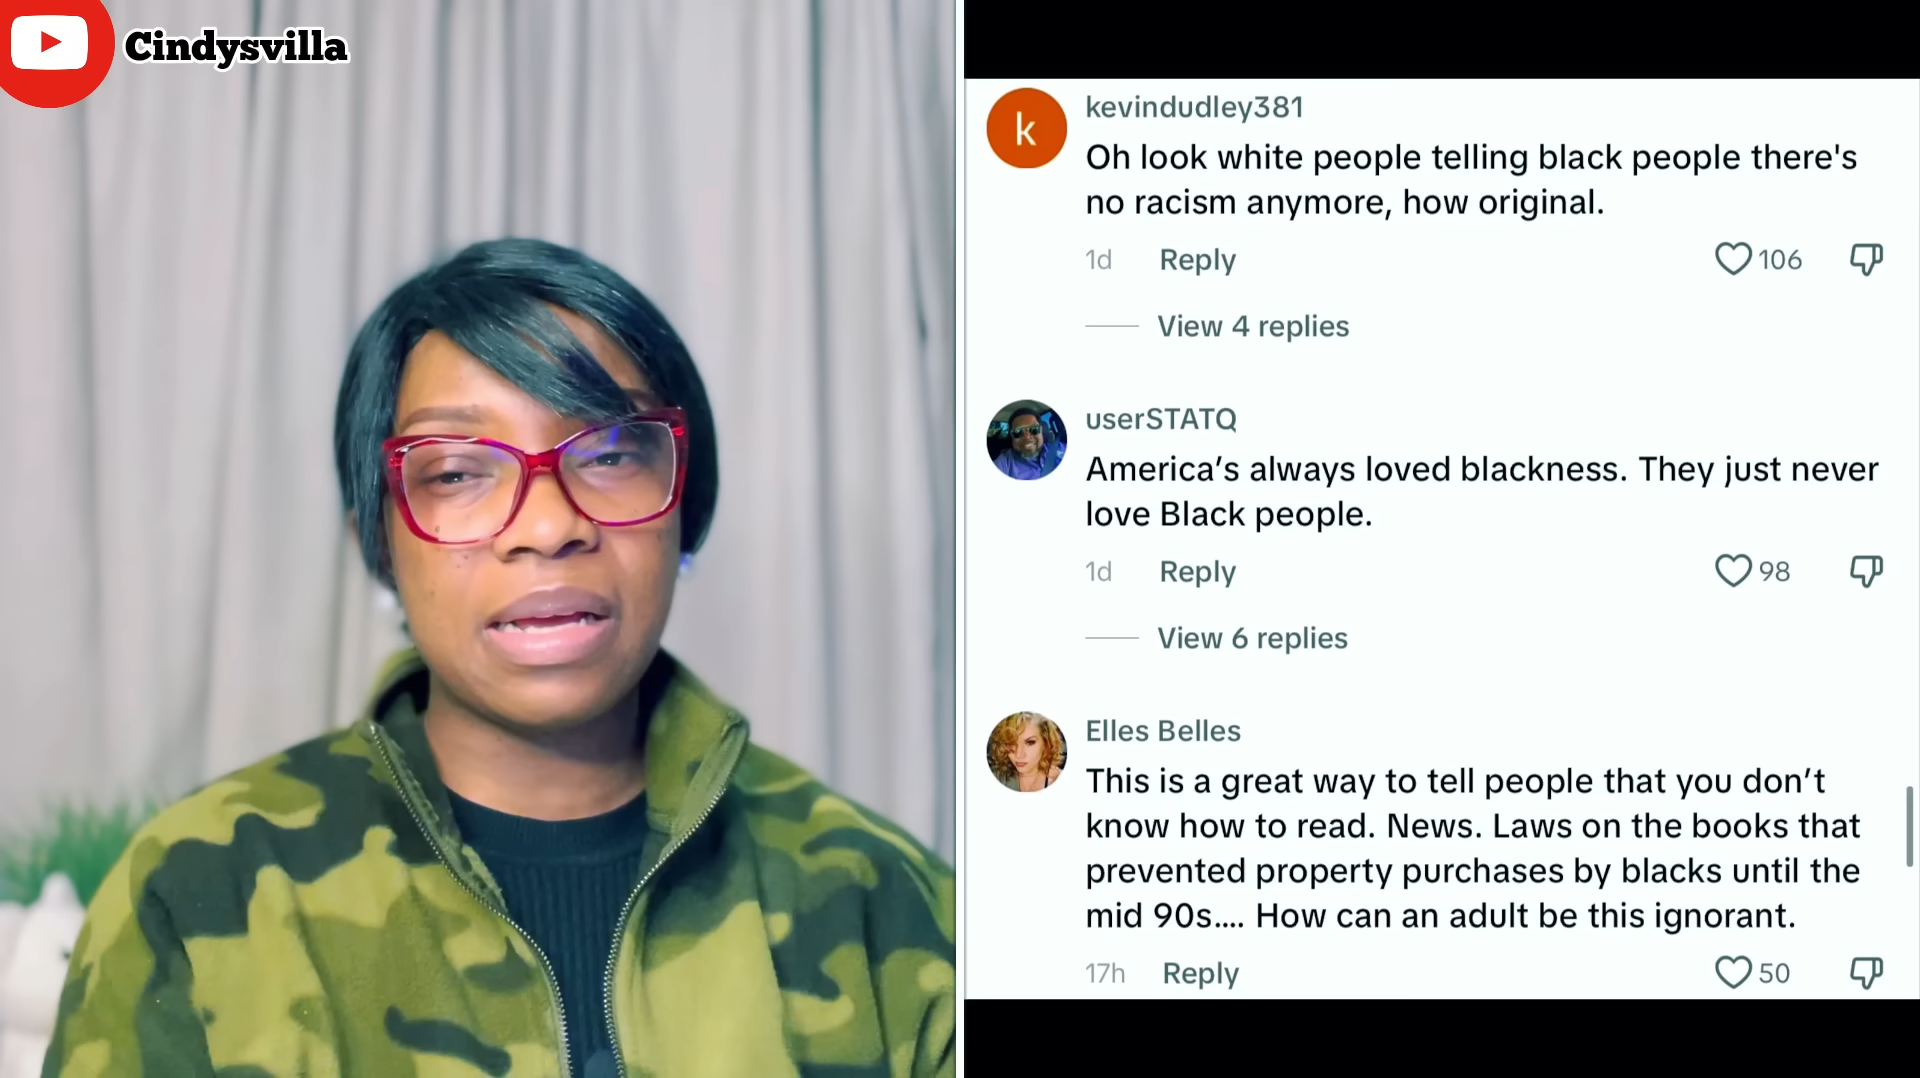 Cindysvilla
k
kevindudley381
Oh look white people telling black people there's
no racism anymore, how original.
1d Reply 106
View 4 replies
userSTATQ
America’s always loved blackness. They just never
love Black people.
1d Reply 98
View 6 replies
Elles Belles
This is a great way to tell people that you don’t
know how to read. News. Laws on the books that
prevented property purchases by blacks until the
mid 90s.... How can an adult be this ignorant.
17h Reply 50